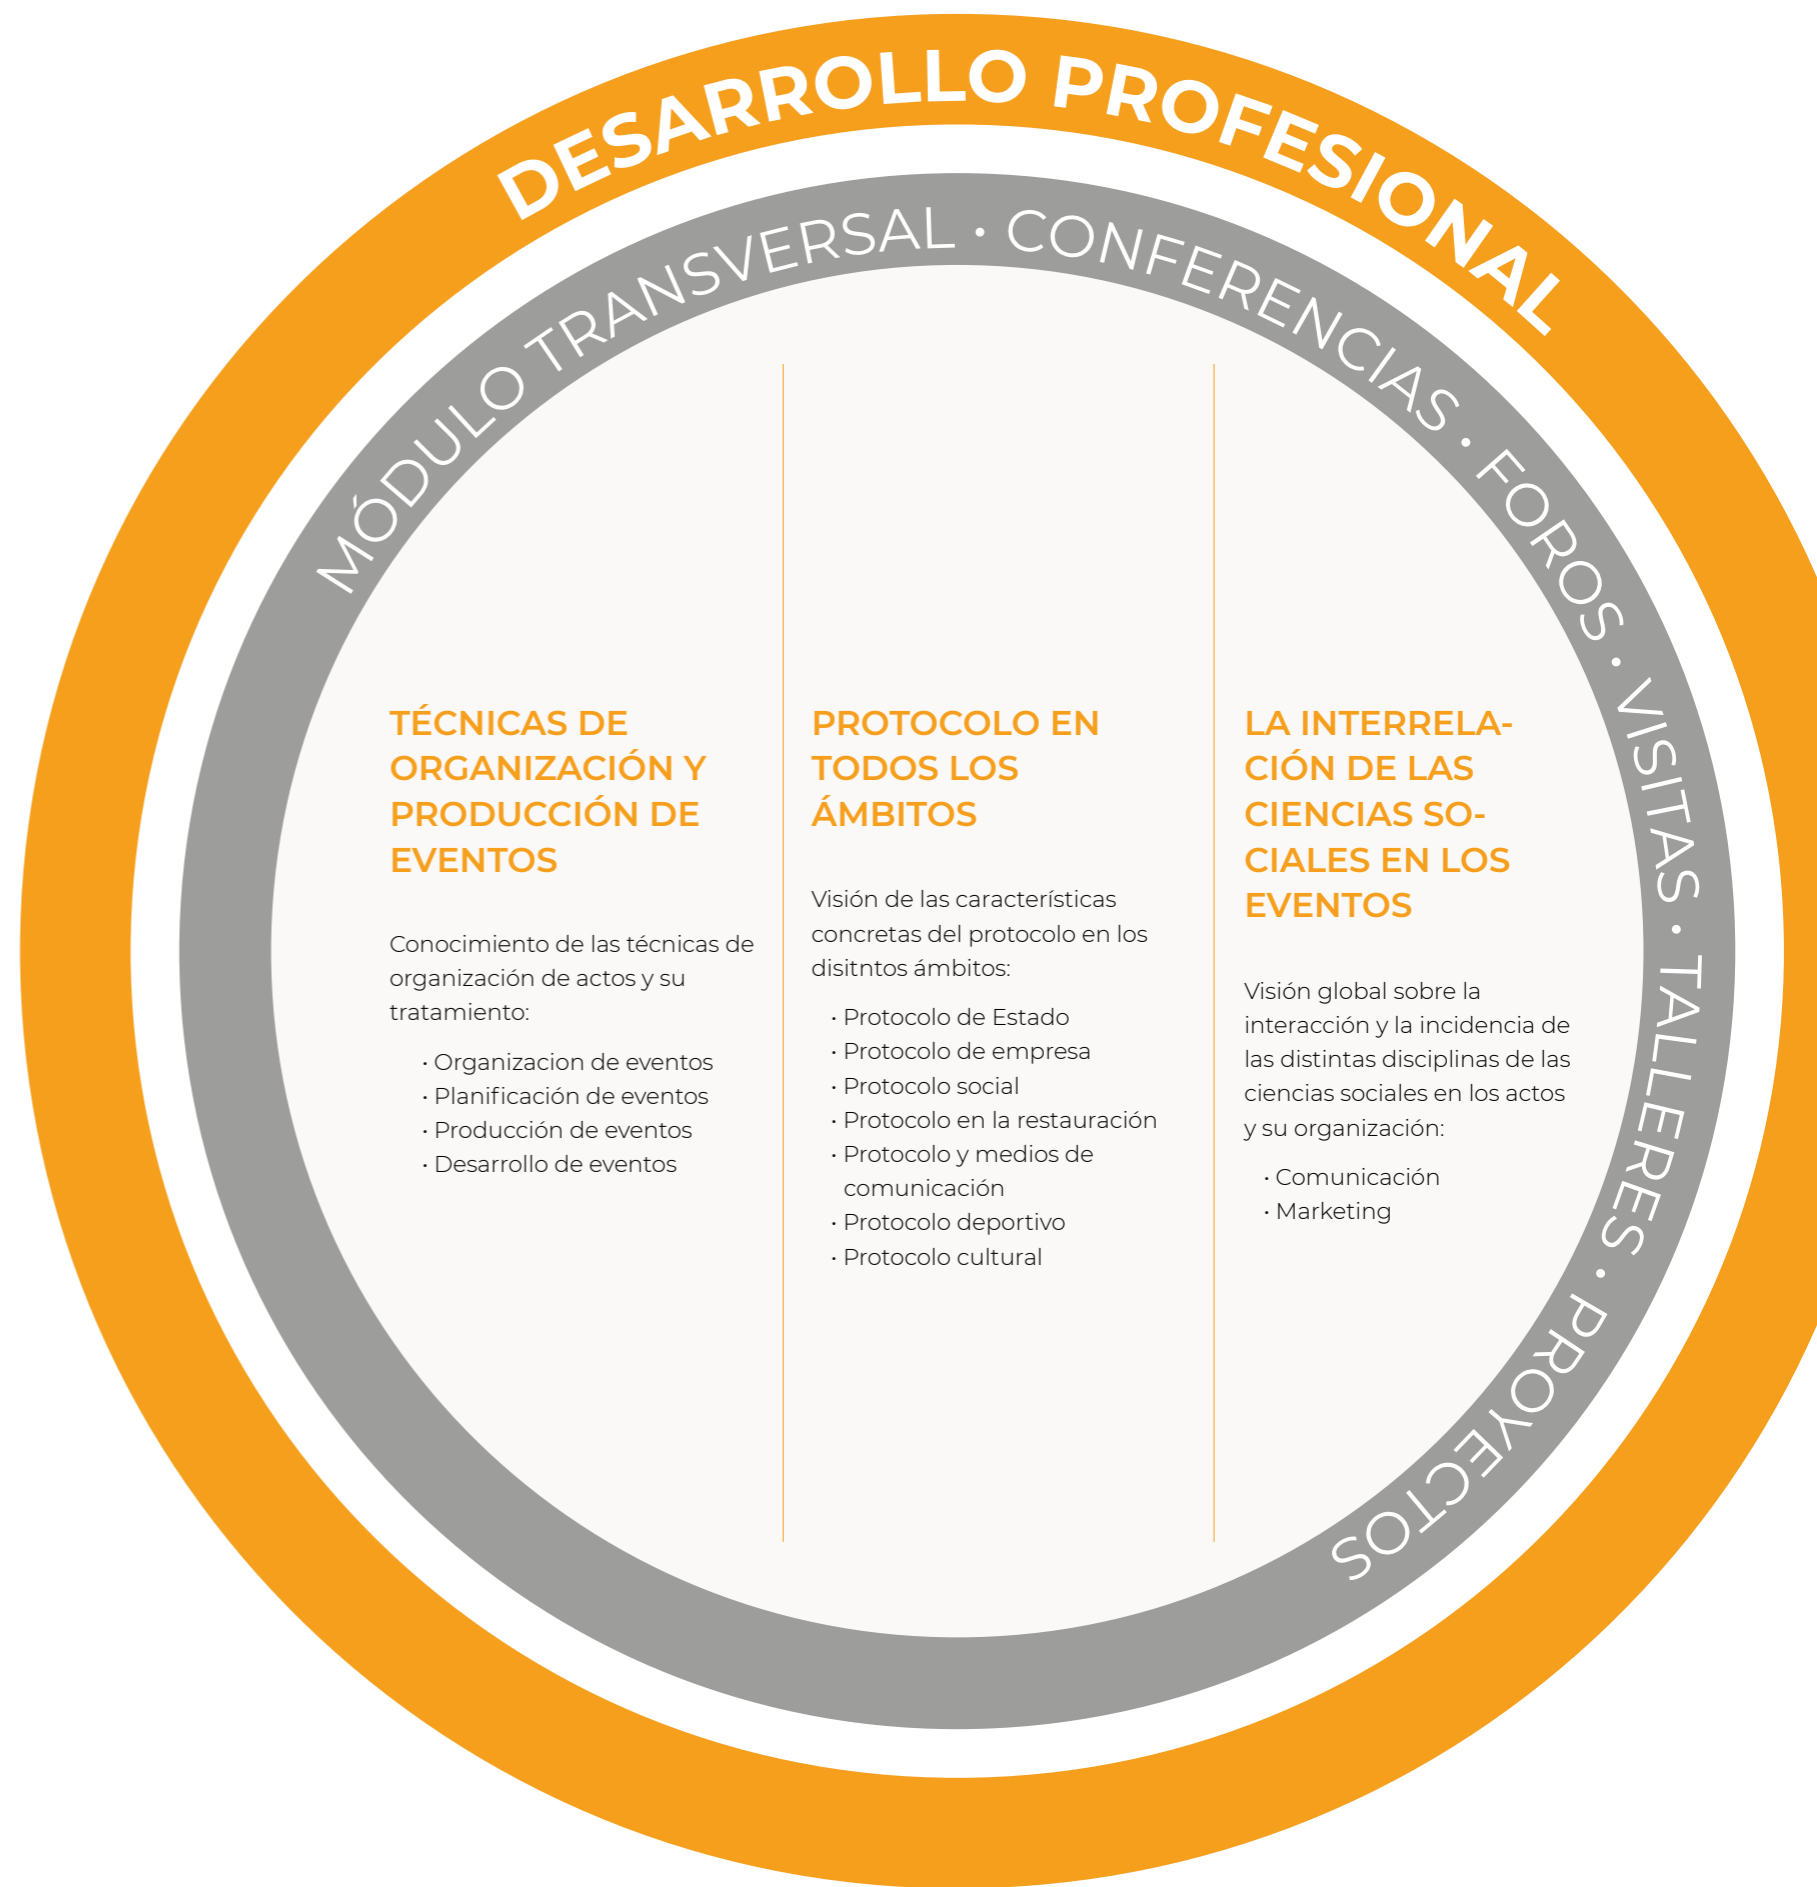 DESARROLLO PROFESIONAL
MÓDULO TRANSVERSAL · CONFERENCIAS · FOROS · VISITAS · TALLERES · PROYECTOS
TÉCNICAS DE
ORGANIZACIÓN Y
PRODUCCIÓN DE
EVENTOS
Conocimiento de las técnicas de
organización de actos y su
tratamiento:
· Organizacion de eventos
· Planificación de eventos
· Producción de eventos
· Desarrollo de eventos
PROTOCOLO EN
TODOS LOS
ÁMBITOS
Visión de las características
concretas del protocolo en los
disitntos ámbitos:
· Protocolo de Estado
· Protocolo de empresa
· Protocolo social
· Protocolo en la restauración
· Protocolo y medios de
comunicación
· Protocolo deportivo
· Protocolo cultural
LA INTERRELA-
CIÓN DE LAS
CIENCIAS SO-
CIALES EN LOS
EVENTOS
Visión global sobre la
interacción y la incidencia de
las distintas disciplinas de las
ciencias sociales en los actos
y su organización:
· Comunicación
· Marketing